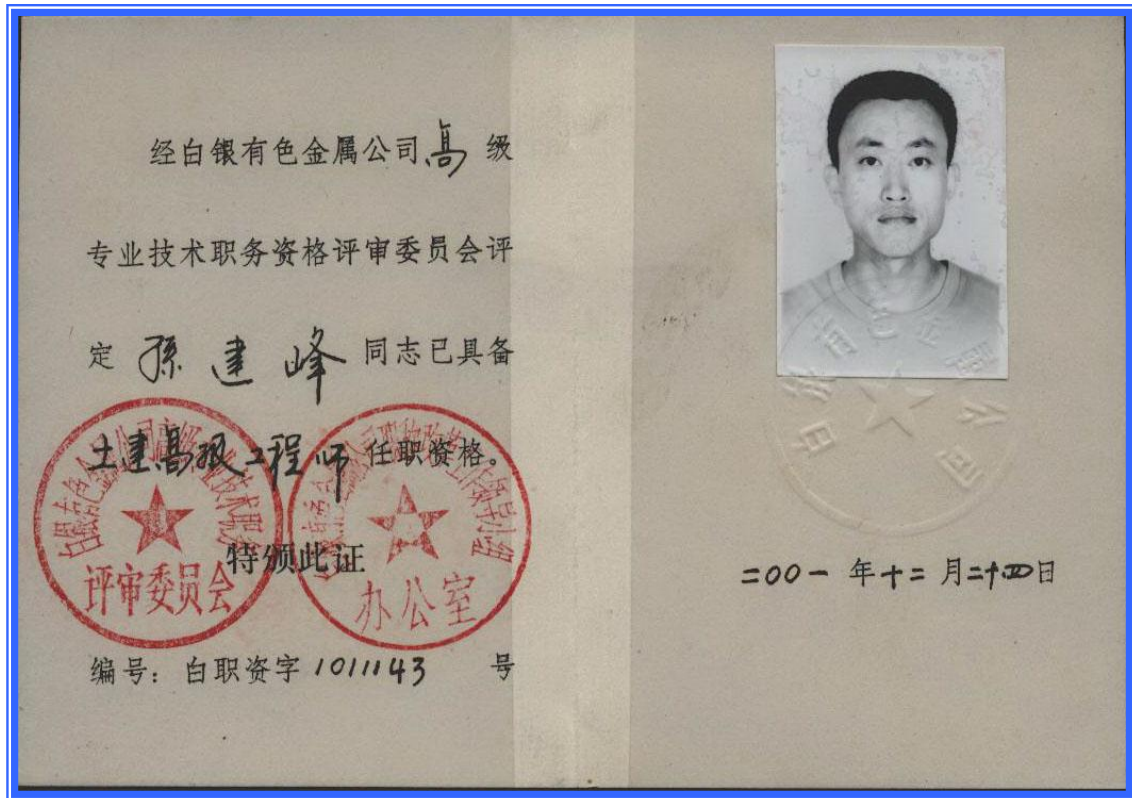 经白银有色金属公司高级
专业技术职务资格评审委员会评
定 孫建峰 同志已具备
土建高级工程师 任职资格。
特颁此证
评审委员会
办公室
编号：白职资字1011143 号
二00一 年十二月二十四日